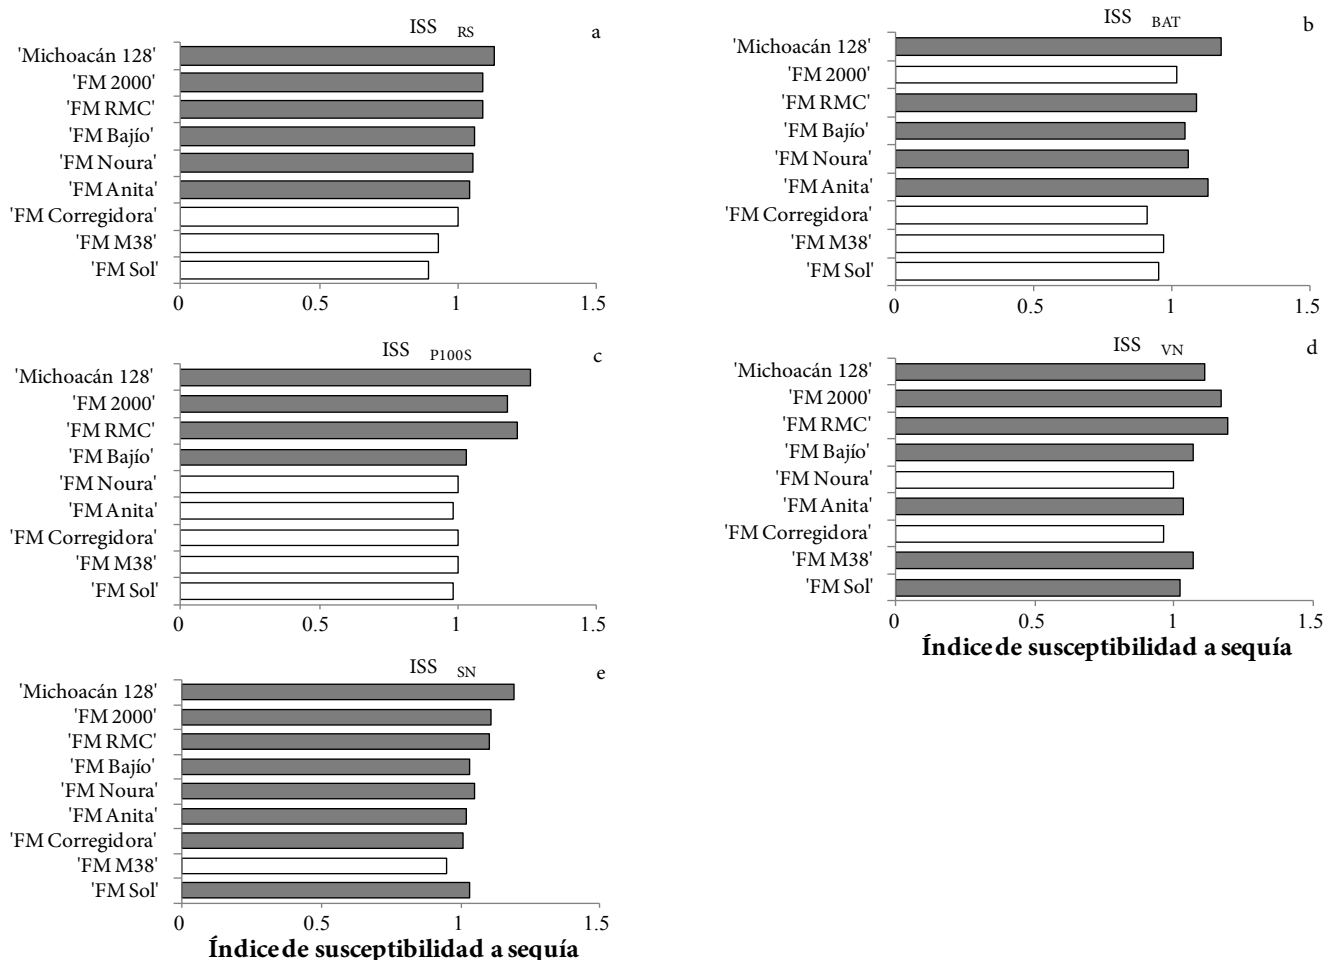 ISS RS a
'Michoacán 128'
'FM 2000'
'FM RMC'
'FM Bajío'
'FM Noura'
'FM Anita'
'FM Corregidora'
'FM M38'
'FM Sol'
0 0.5 1 1.5
ISS BAT b
'Michoacán 128'
'FM 2000'
'FM RMC'
'FM Bajío'
'FM Noura'
'FM Anita'
'FM Corregidora'
'FM M38'
'FM Sol'
0 0.5 1 1.5
ISS P100S c
'Michoacán 128'
'FM 2000'
'FM RMC'
'FM Bajío'
'FM Noura'
'FM Anita'
'FM Corregidora'
'FM M38'
'FM Sol'
0 0.5 1 1.5
ISS VN d
'Michoacán 128'
'FM 2000'
'FM RMC'
'FM Bajío'
'FM Noura'
'FM Anita'
'FM Corregidora'
'FM M38'
'FM Sol'
0 0.5 1 1.5
Índice de susceptibilidad a sequía
ISS SN e
'Michoacán 128'
'FM 2000'
'FM RMC'
'FM Bajío'
'FM Noura'
'FM Anita'
'FM Corregidora'
'FM M38'
'FM Sol'
0 0.5 1 1.5
Índice de susceptibilidad a sequía